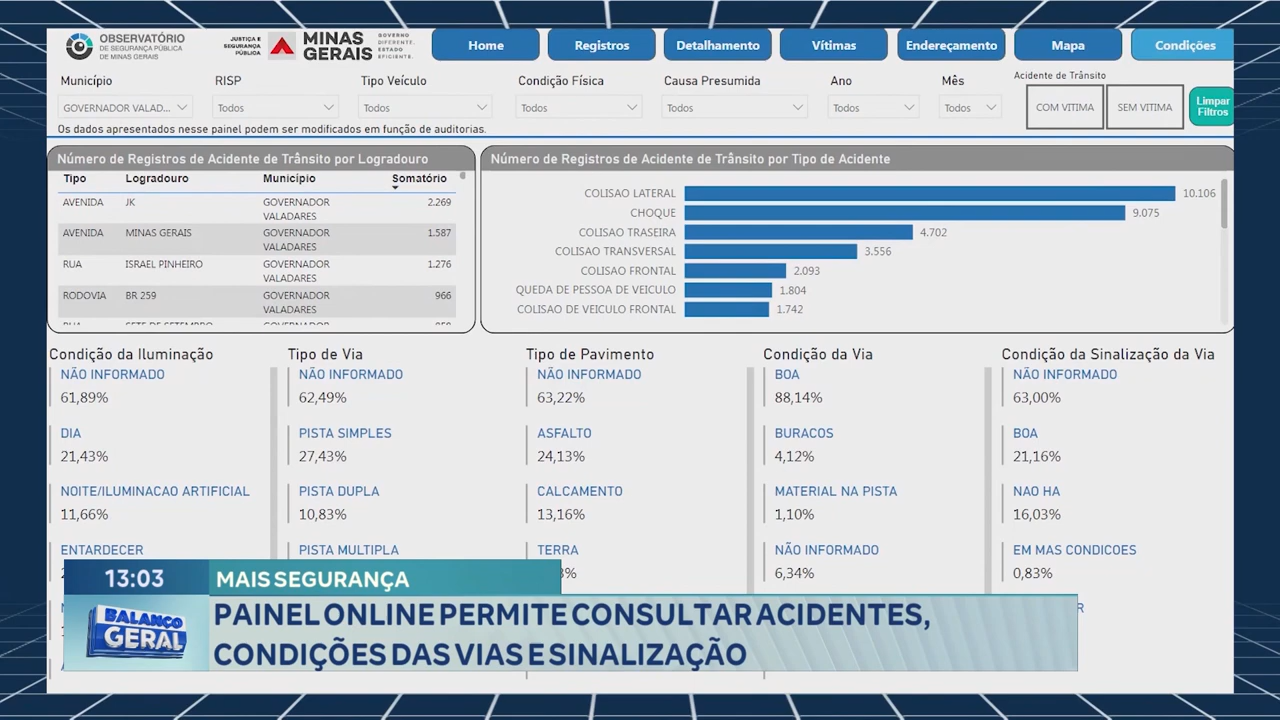 OBSERVATÓRIO
DE SEGURANÇA PÚBLICA
DE MINAS GERAIS
JUSTIÇA E
SEGURANÇA
PÚBLICA
MINAS
GERAIS
GOVERNO
DIFERENTE.
ESTADO
EFICIENTE.
Home
Registros
Detalhamento
Vítimas
Endereçamento
Mapa
Condições
Município
RISP
Tipo Veículo
Condição Física
Causa Presumida
Ano
Mês
Acidente de Trânsito
GOVERNADOR VALAD...
Todos
Todos
Todos
Todos
Todos
Todos
COM VITIMA
SEM VITIMA
Limpar
Filtros
Os dados apresentados nesse painel podem ser modificados em função de auditorias.
Número de Registros de Acidente de Trânsito por Logradouro
Tipo Logradouro Município Somatório
AVENIDA JK GOVERNADOR VALADARES 2.269
AVENIDA MINAS GERAIS GOVERNADOR VALADARES 1.587
RUA ISRAEL PINHEIRO GOVERNADOR VALADARES 1.276
RODOVIA BR 259 GOVERNADOR VALADARES 966
Número de Registros de Acidente de Trânsito por Tipo de Acidente
COLISAO LATERAL 10.106
CHOQUE 9.075
COLISAO TRASEIRA 4.702
COLISAO TRANSVERSAL 3.556
COLISAO FRONTAL 2.093
QUEDA DE PESSOA DE VEICULO 1.804
COLISAO DE VEICULO FRONTAL 1.742
Condição da Iluminação
NÃO INFORMADO
61,89%
DIA
21,43%
NOITE/ILUMINACAO ARTIFICIAL
11,66%
ENTARDECER
Tipo de Via
NÃO INFORMADO
62,49%
PISTA SIMPLES
27,43%
PISTA DUPLA
10,83%
PISTA MULTIPLA
Tipo de Pavimento
NÃO INFORMADO
63,22%
ASFALTO
24,13%
CALCAMENTO
13,16%
TERRA
Condição da Via
BOA
88,14%
BURACOS
4,12%
MATERIAL NA PISTA
1,10%
NÃO INFORMADO
6,34%
Condição da Sinalização da Via
NÃO INFORMADO
63,00%
BOA
21,16%
NAO HA
16,03%
EM MAS CONDICOES
0,83%
13:03
MAIS SEGURANÇA
BALANÇO
GERAL
PAINEL ONLINE PERMITE CONSULTAR ACIDENTES,
CONDIÇÕES DAS VIAS E SINALIZAÇÃO